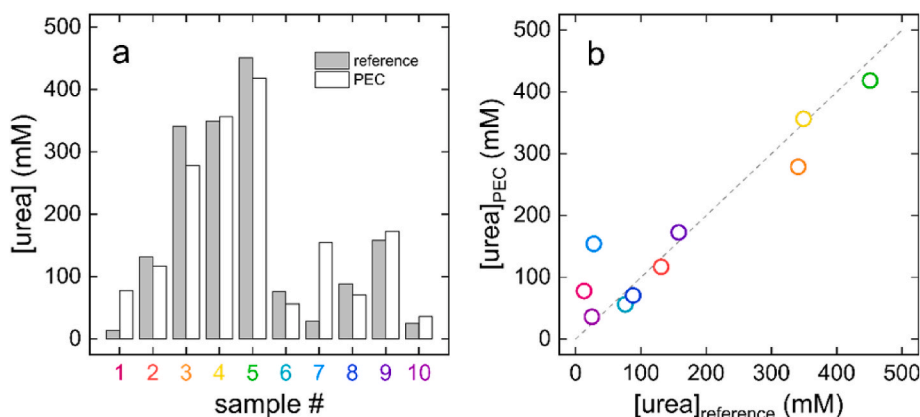 a
reference
PEC
[urea] (mM)
500
400
300
200
100
0
1 2 3 4 5 6 7 8 9 10
sample #
b
[urea]PEC (mM)
500
400
300
200
100
0
0 100 200 300 400 500
[urea]reference (mM)